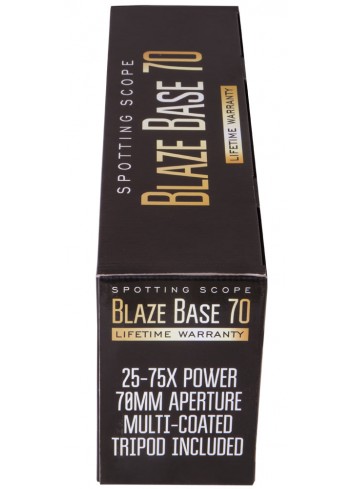 SPOTTING SCOPE
BLAZE BASE 70
LIFETIME WARRANTY
SPOTTING SCOPE
BLAZE BASE 70
LIFETIME WARRANTY
25-75X POWER
70MM APERTURE
MULTI-COATED
TRIPOD INCLUDED